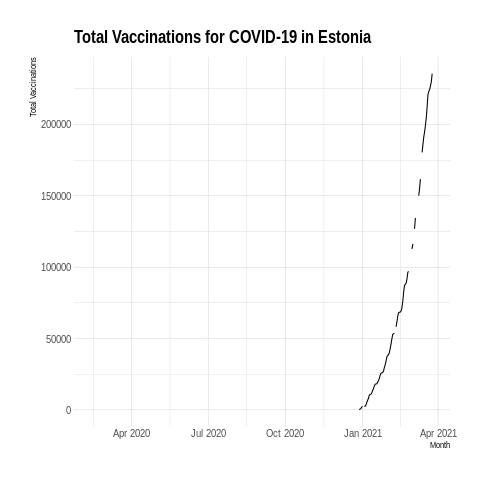 Total Vaccinations for COVID-19 in Estonia
Total Vaccinations
200000
150000
100000
50000
0
Apr 2020 Jul 2020 Oct 2020 Jan 2021 Apr 2021
Month